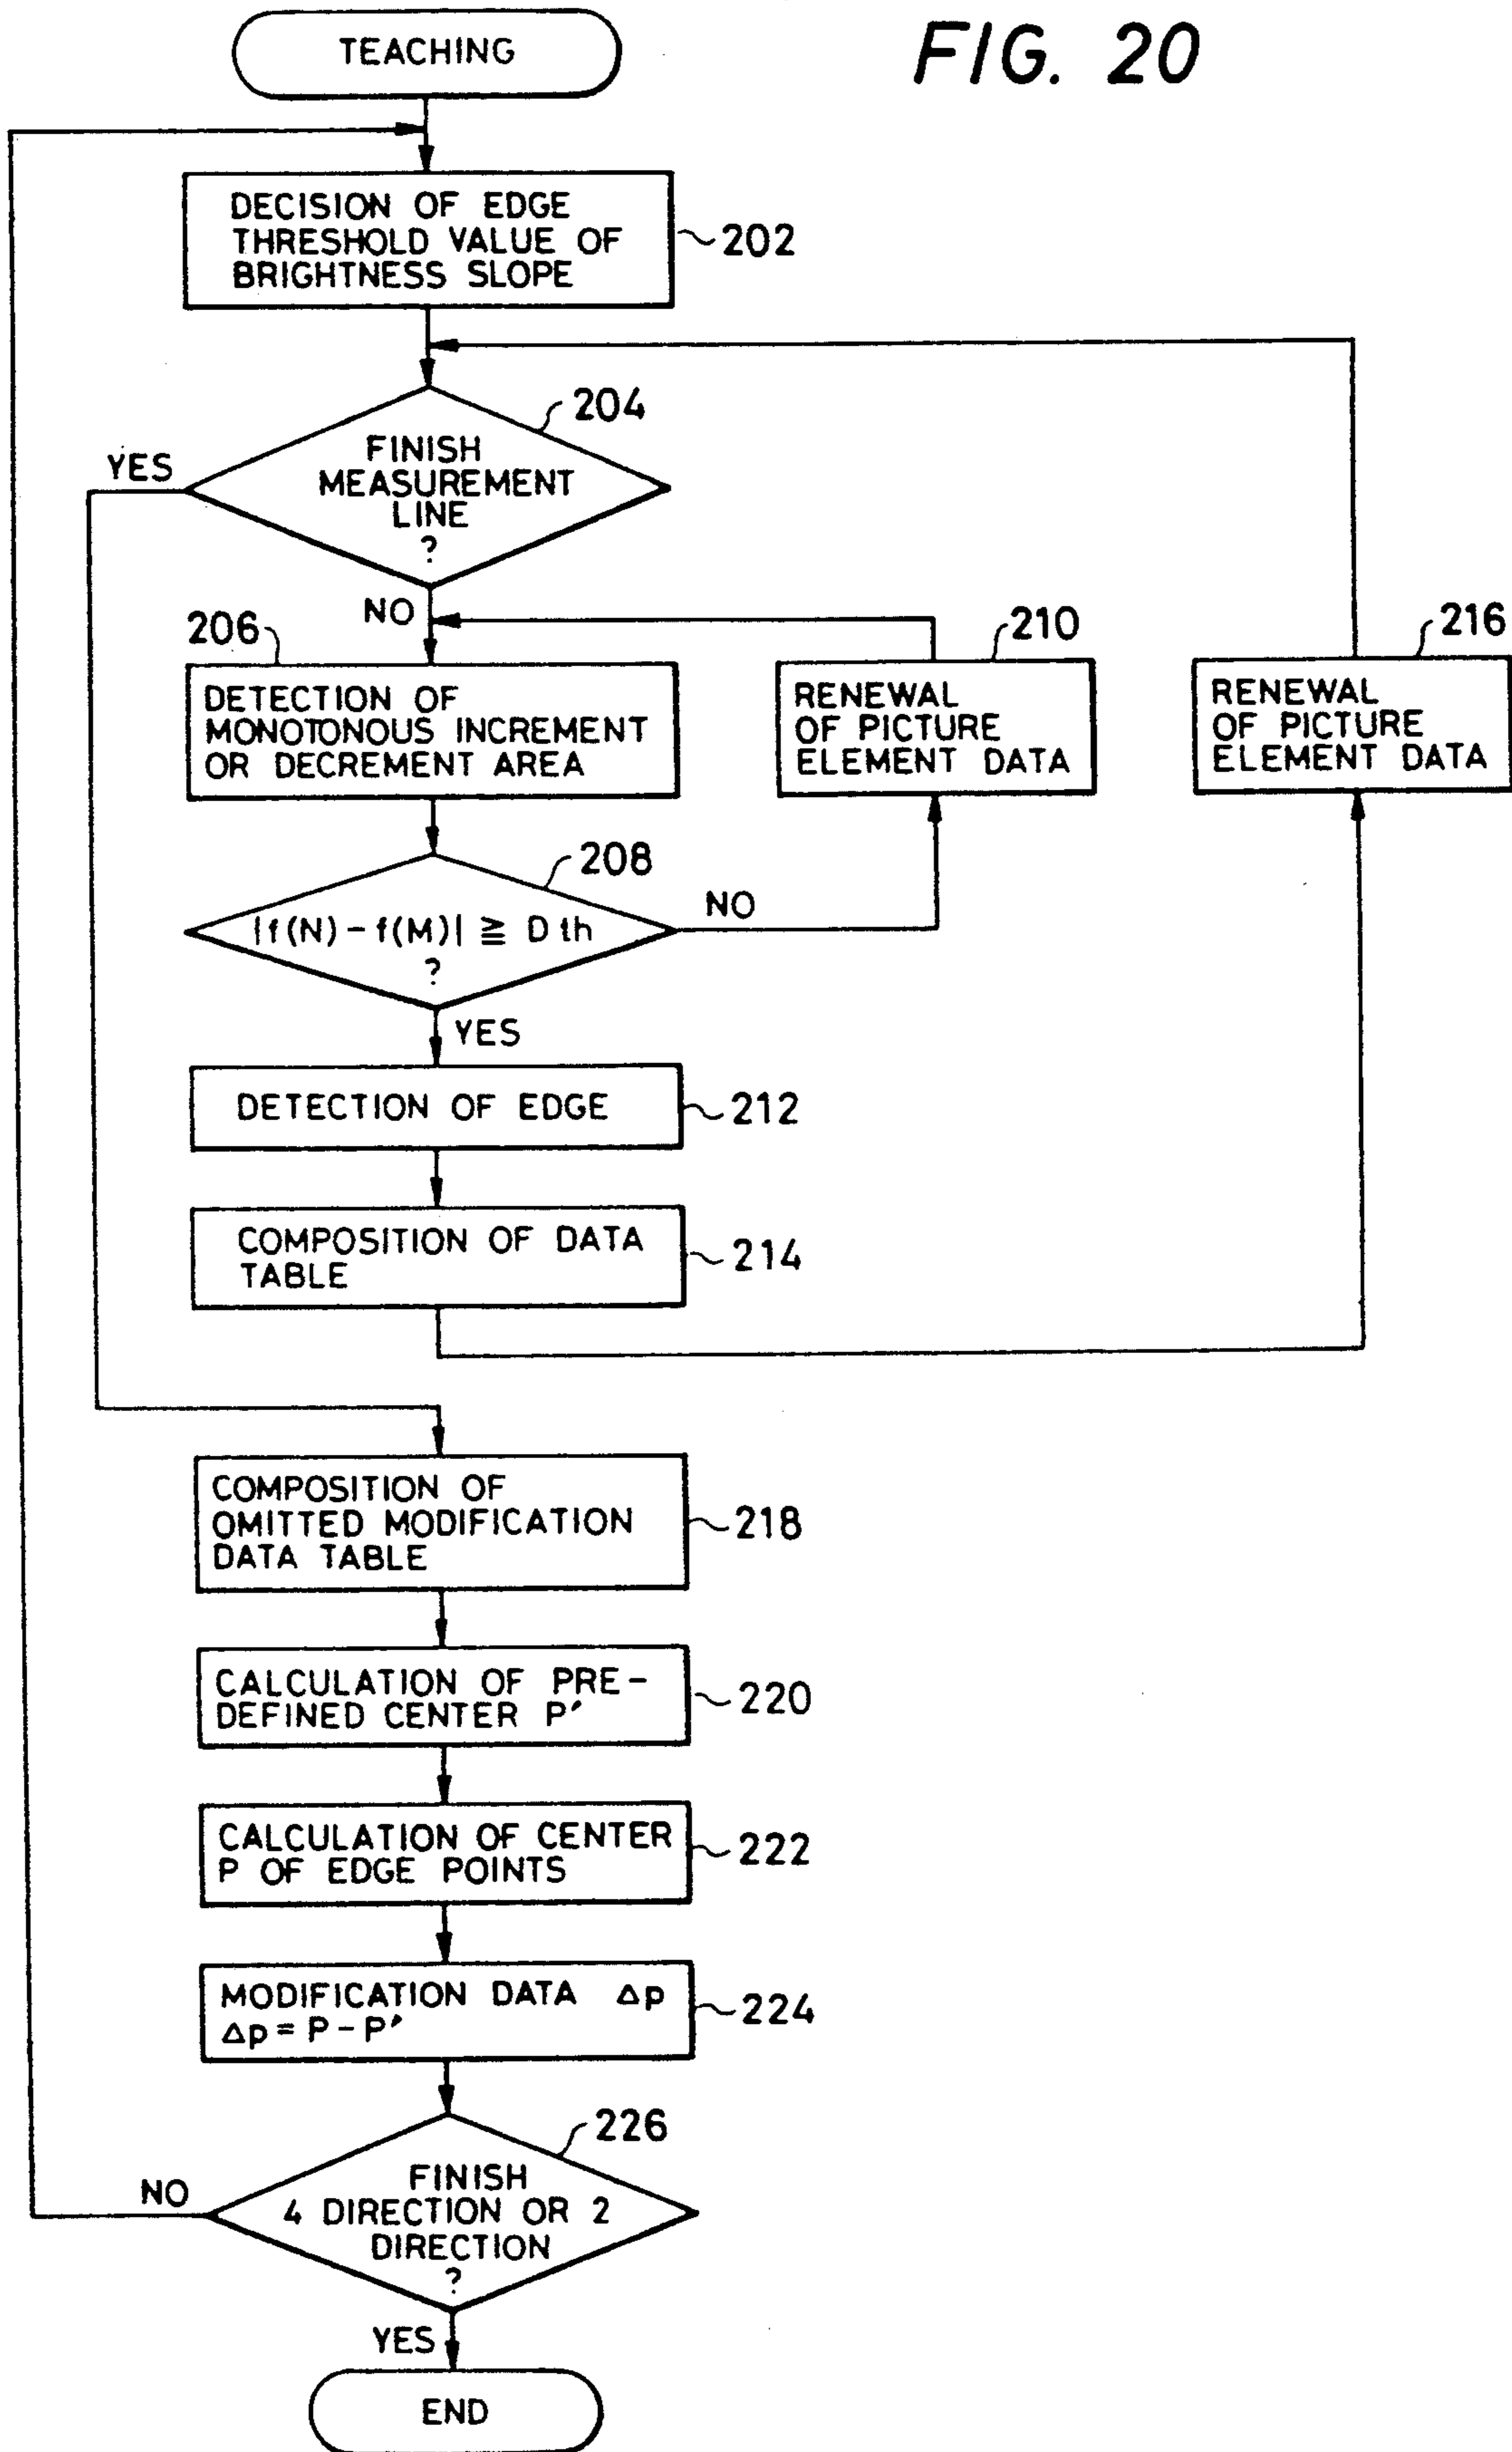 FIG. 20
TEACHING
DECISION OF EDGE
THRESHOLD VALUE OF
BRIGHTNESS SLOPE
202
204
FINISH
MEASUREMENT
LINE
?
YES
NO
206
DETECTION OF
MONOTONOUS INCREMENT
OR DECREMENT AREA
210
RENEWAL
OF PICTURE
ELEMENT DATA
216
RENEWAL
OF PICTURE
ELEMENT DATA
208
|f(N)-f(M)| ≧ Dth
?
NO
YES
DETECTION OF EDGE
212
COMPOSITION OF DATA
TABLE
214
COMPOSITION OF
OMITTED MODIFICATION
DATA TABLE
218
CALCULATION OF PRE-
DEFINED CENTER P′
220
CALCULATION OF CENTER
P OF EDGE POINTS
222
MODIFICATION DATA Δp
Δp = P - P′
224
226
FINISH
4 DIRECTION OR 2
DIRECTION
?
NO
YES
END